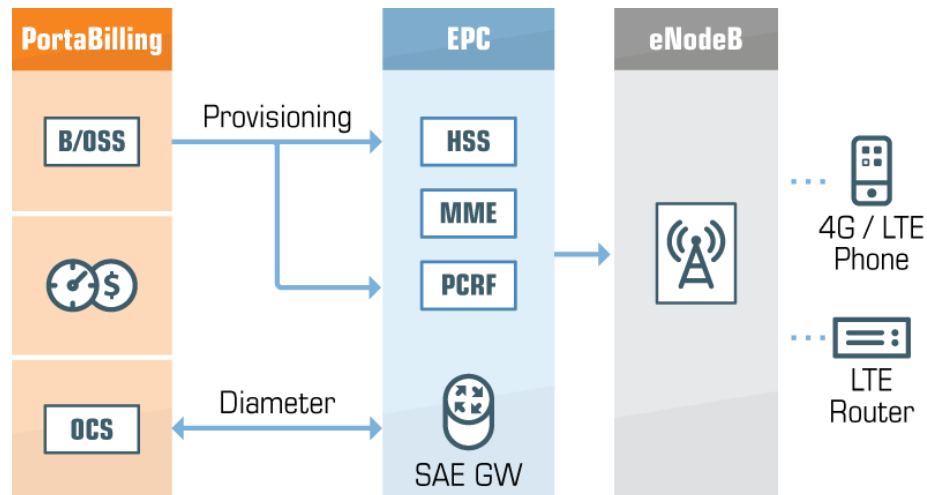 PortaBilling
EPC
eNodeB
B/OSS
Provisioning
HSS
MME
PCRF
$
4G / LTE
Phone
LTE
Router
OCS
Diameter
SAE GW